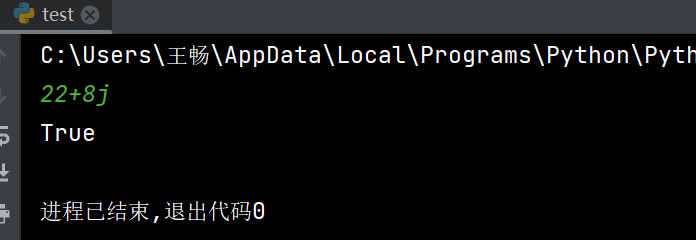 test
C:\Users\王畅\AppData\Local\Programs\Python\Pyth
22+8j
True
进程已结束,退出代码0